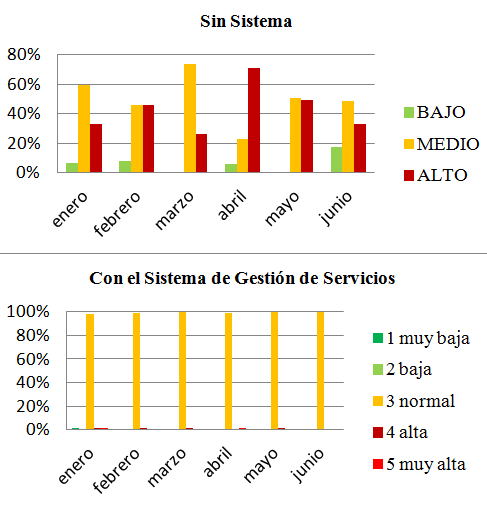 Sin Sistema
80%
60%
40%
20%
0%
enero
febrero
marzo
abril
mayo
junio
BAJO
MEDIO
ALTO
Con el Sistema de Gestión de Servicios
100%
80%
60%
40%
20%
0%
enero
febrero
marzo
abril
mayo
junio
1 muy baja
2 baja
3 normal
4 alta
5 muy alta